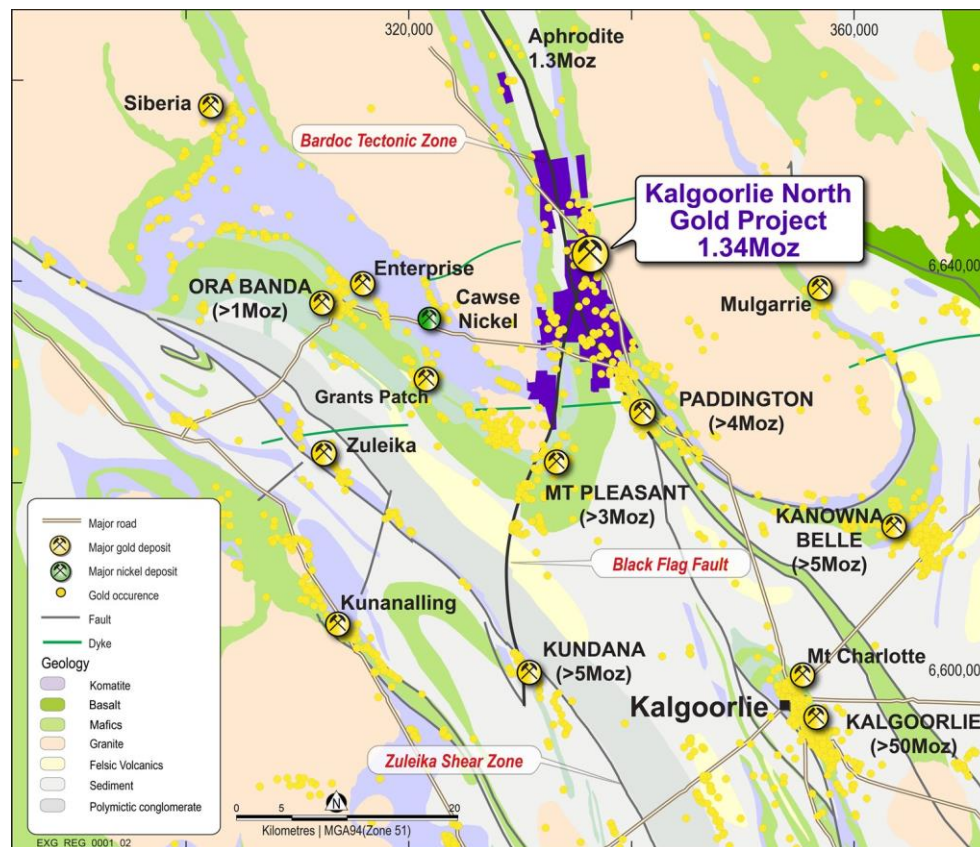 320,000
360,000
Aphrodite
1.3Moz
Siberia
Bardoc Tectonic Zone
Kalgoorlie North
Gold Project
1.34Moz
Enterprise
ORA BANDA
(>1Moz)
Cawse
Nickel
6,640,00
Mulgarrie
Grants Patch
PADDINGTON
(>4Moz)
Zuleika
MT PLEASANT
(>3Moz)
KANOWNA
BELLE
(>5Moz)
Black Flag Fault
Kunanalling
KUNDANA
(>5Moz)
Mt Charlotte
6,600,00
Kalgoorlie
KALGOORLIE
(>50Moz)
Zuleika Shear Zone
Major road
Major gold deposit
Major nickel deposit
Gold occurence
Fault
Dyke
Geology
Komatite
Basalt
Mafics
Granite
Felsic Volcanics
Sediment
Polymictic conglomerate
N
0 5 20
Kilometres | MGA94(Zone 51)
EXG_REG_0001_02